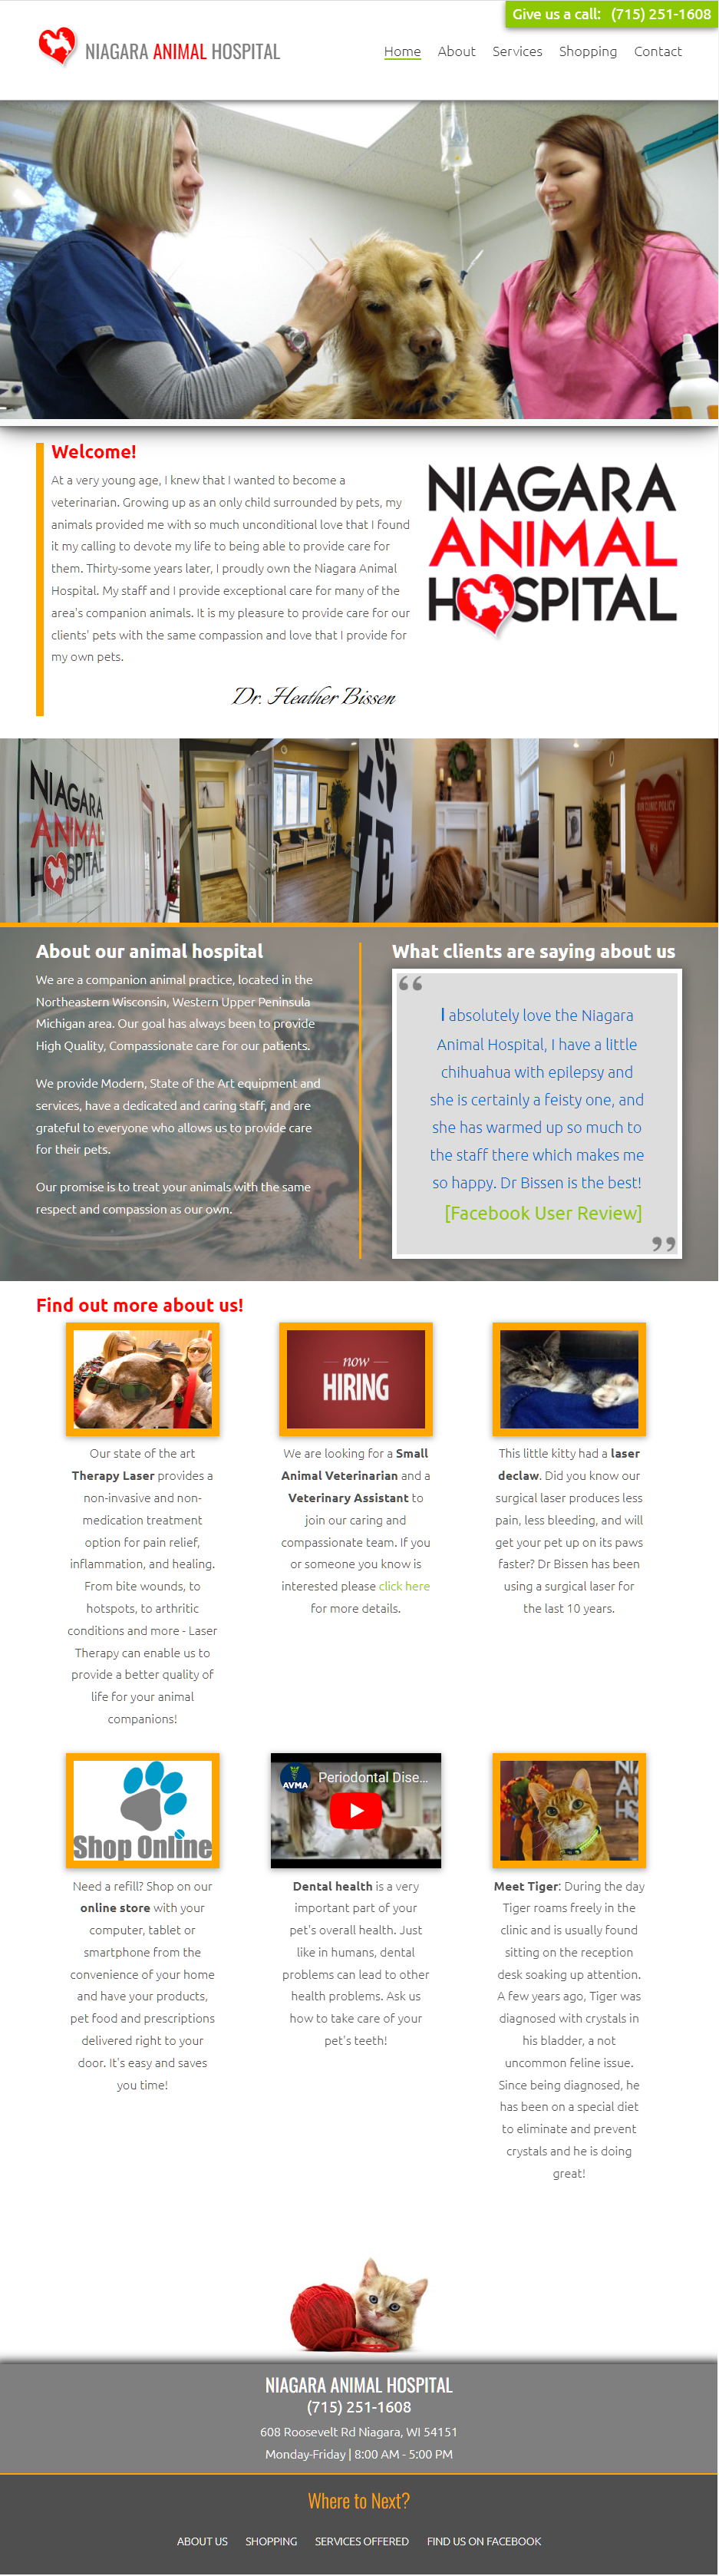 Give us a call: (715) 251-1608
NIAGARA ANIMAL HOSPITAL
Home About Services Shopping Contact
Welcome!
At a very young age, I knew that I wanted to become a
veterinarian. Growing up as an only child surrounded by pets, my
animals provided me with so much unconditional love that I found
it my calling to devote my life to being able to provide care for
them. Thirty-some years later, I proudly own the Niagara Animal
Hospital. My staff and I provide exceptional care for many of the
area's companion animals. It is my pleasure to provide care for our
clients' pets with the same compassion and love that I provide for
my own pets.
Dr. Heather Bissen
NIAGARA
ANIMAL
HOSPITAL
NIAGARA
ANIMAL
HOSPITAL
OUR CLINIC POLICY
About our animal hospital
We are a companion animal practice, located in the
Northeastern Wisconsin, Western Upper Peninsula
Michigan area. Our goal has always been to provide
High Quality, Compassionate care for our patients.
We provide Modern, State of the Art equipment and
services, have a dedicated and caring staff, and are
grateful to everyone who allows us to provide care
for their pets.
Our promise is to treat your animals with the same
respect and compassion as our own.
What clients are saying about us
“
I absolutely love the Niagara
Animal Hospital, I have a little
chihuahua with epilepsy and
she is certainly a feisty one, and
she has warmed up so much to
the staff there which makes me
so happy. Dr Bissen is the best!
[Facebook User Review]
”
Find out more about us!
Our state of the art
Therapy Laser provides a
non-invasive and non-
medication treatment
option for pain relief,
inflammation, and healing.
From bite wounds, to
hotspots, to arthritic
conditions and more - Laser
Therapy can enable us to
provide a better quality of
life for your animal
companions!
now
HIRING
We are looking for a Small
Animal Veterinarian and a
Veterinary Assistant to
join our caring and
compassionate team. If you
or someone you know is
interested please click here
for more details.
This little kitty had a laser
declaw. Did you know our
surgical laser produces less
pain, less bleeding, and will
get your pet up on its paws
faster? Dr Bissen has been
using a surgical laser for
the last 10 years.
Shop Online
Need a refill? Shop on our
online store with your
computer, tablet or
smartphone from the
convenience of your home
and have your products,
pet food and prescriptions
delivered right to your
door. It's easy and saves
you time!
AVMA
Periodontal Dise...
Dental health is a very
important part of your
pet's overall health. Just
like in humans, dental
problems can lead to other
health problems. Ask us
how to take care of your
pet's teeth!
Meet Tiger: During the day
Tiger roams freely in the
clinic and is usually found
sitting on the reception
desk soaking up attention.
A few years ago, Tiger was
diagnosed with crystals in
his bladder, a not
uncommon feline issue.
Since being diagnosed, he
has been on a special diet
to eliminate and prevent
crystals and he is doing
great!
NIAGARA ANIMAL HOSPITAL
(715) 251-1608
608 Roosevelt Rd Niagara, WI 54151
Monday-Friday | 8:00 AM - 5:00 PM
Where to Next?
ABOUT US SHOPPING SERVICES OFFERED FIND US ON FACEBOOK